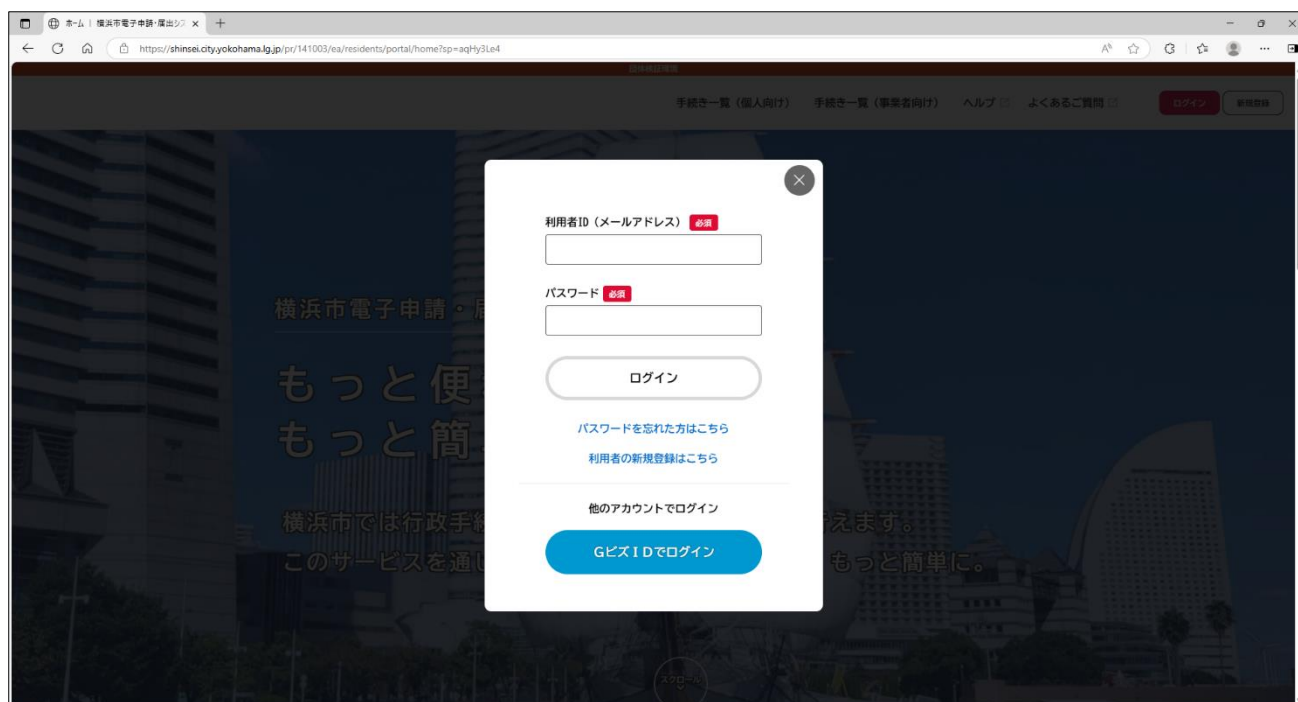 ホーム | 横浜市電子申請・届出シス
https://shinsei.city.yokohama.lg.jp/pr/141003/ea/residents/portal/home?sp=aqHy3Le4
団体検証環境
手続き一覧（個人向け） 手続き一覧（事業者向け） ヘルプ よくあるご質問 ログイン 新規登録
利用者ID（メールアドレス） 必須
パスワード 必須
横浜市電子申請・届
ログイン
もっと便
パスワードを忘れた方はこちら
もっと簡
利用者の新規登録はこちら
他のアカウントでログイン
横浜市では行政手続 えます。
GビズIDでログイン
このサービスを通し もっと簡単に。
スクロール